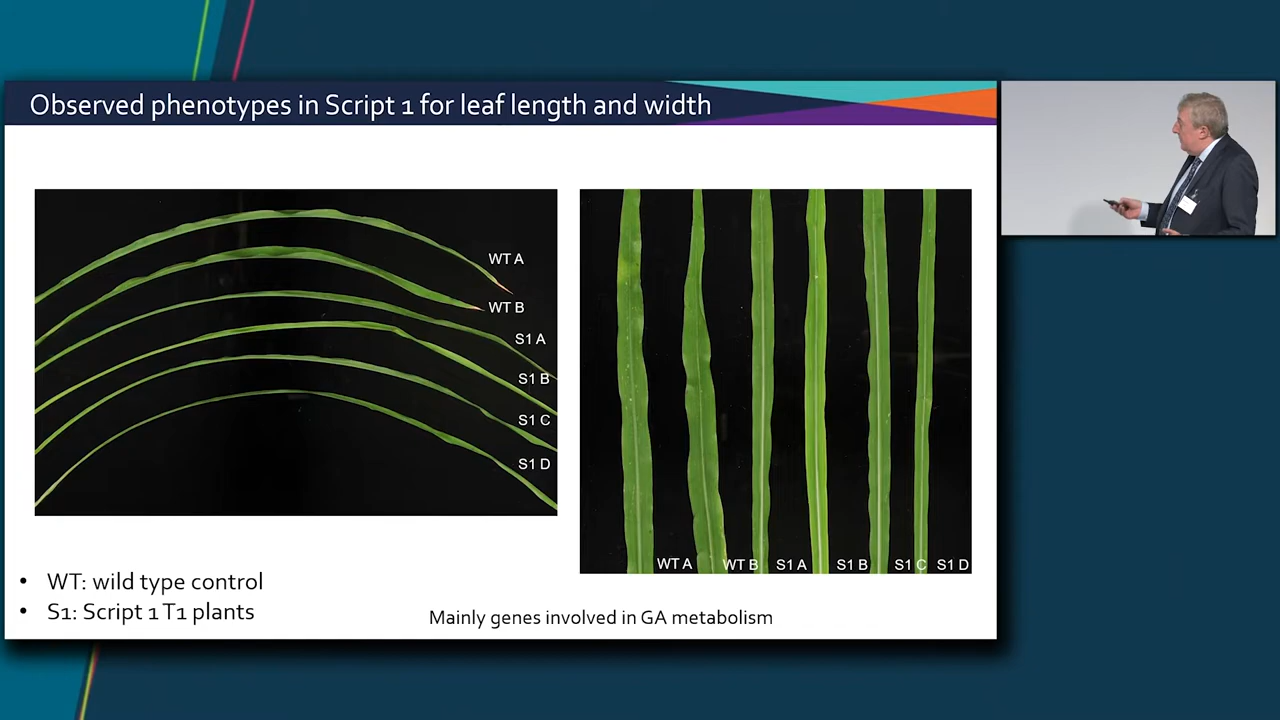 Observed phenotypes in Script 1 for leaf length and width
WT A
WT B
S1 A
S1 B
S1 C
S1 D
WT A WT B S1 A S1 B S1 C S1 D
• WT: wild type control
• S1: Script 1 T1 plants
Mainly genes involved in GA metabolism